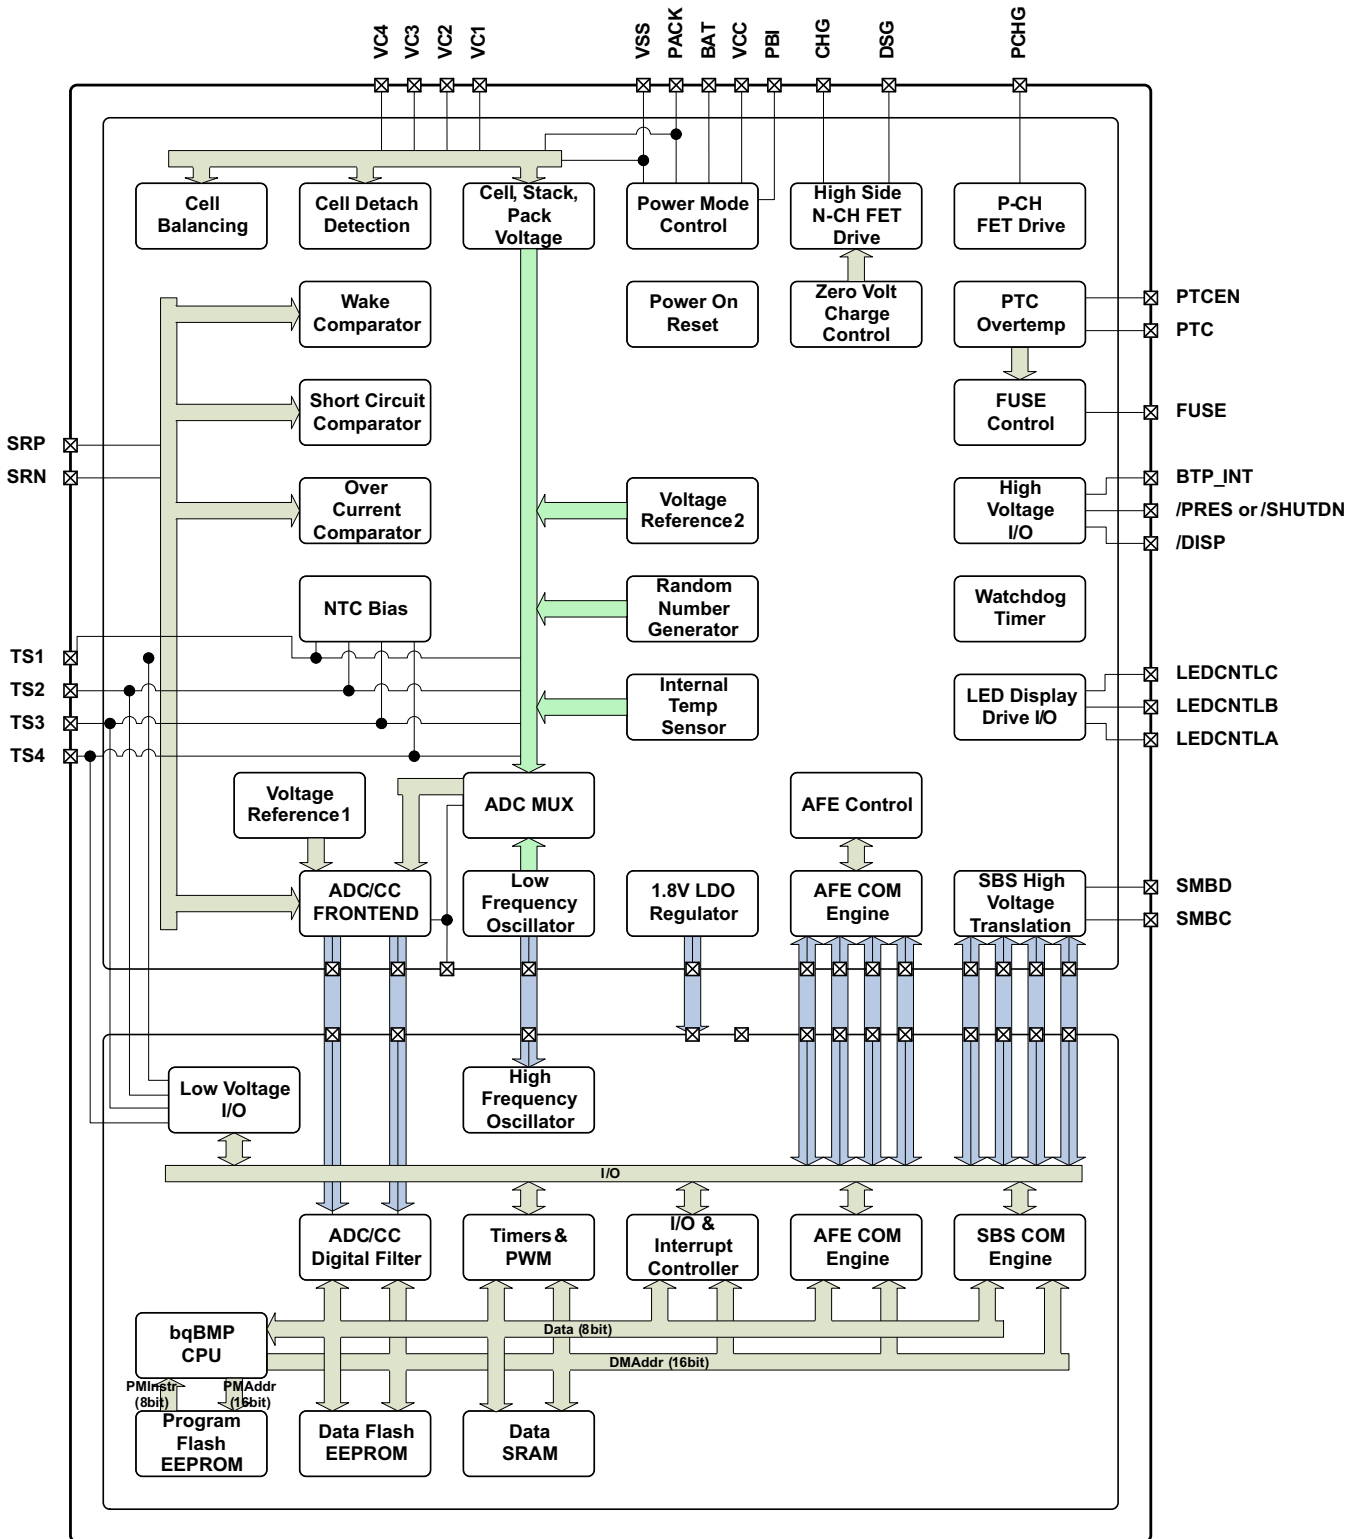 VC4
VC3
VC2
VC1
VSS
PACK
BAT
VCC
PBI
CHG
DSG
PCHG
Cell
Balancing
Cell Detach
Detection
Cell, Stack,
Pack
Voltage
Power Mode
Control
High Side
N-CH FET
Drive
P-CH
FET Drive
Wake
Comparator
Power On
Reset
Zero Volt
Charge
Control
PTC
Overtemp
PTCEN
PTC
Short Circuit
Comparator
FUSE
Control
FUSE
SRP
SRN
Over
Current
Comparator
Voltage
Reference2
High
Voltage
I/O
BTP_INT
/PRES or /SHUTDN
/DISP
NTC Bias
Random
Number
Generator
Watchdog
Timer
TS1
TS2
TS3
TS4
Internal
Temp
Sensor
LED Display
Drive I/O
LEDCNTLC
LEDCNTLB
LEDCNTLA
Voltage
Reference1
ADC MUX
AFE Control
ADC/CC
FRONTEND
Low
Frequency
Oscillator
1.8V LDO
Regulator
AFE COM
Engine
SBS High
Voltage
Translation
SMBD
SMBC
Low Voltage
I/O
High
Frequency
Oscillator
I/O
ADC/CC
Digital Filter
Timers&
PWM
I/O &
Interrupt
Controller
AFE COM
Engine
SBS COM
Engine
bqBMP
CPU
Data (8bit)
DMAddr (16bit)
PMInstr
(8bit)
PMAddr
(16bit)
Program
Flash
EEPROM
Data Flash
EEPROM
Data
SRAM